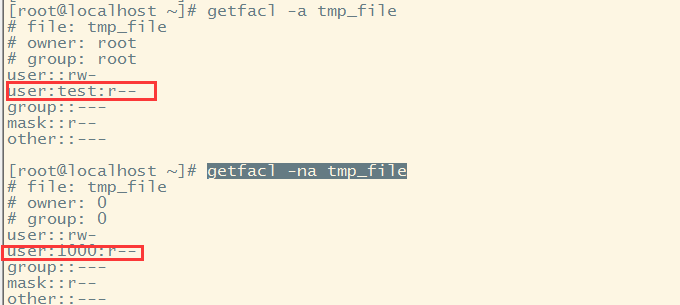 [root@localhost ~]# getfacl -a tmp_file
# file: tmp_file
# owner: root
# group: root
user::rw-
user:test:r--
group::---
mask::r--
other::---
[root@localhost ~]# getfacl -na tmp_file
# file: tmp_file
# owner: 0
# group: 0
user::rw-
user:1000:r--
group::---
mask::r--
other::---